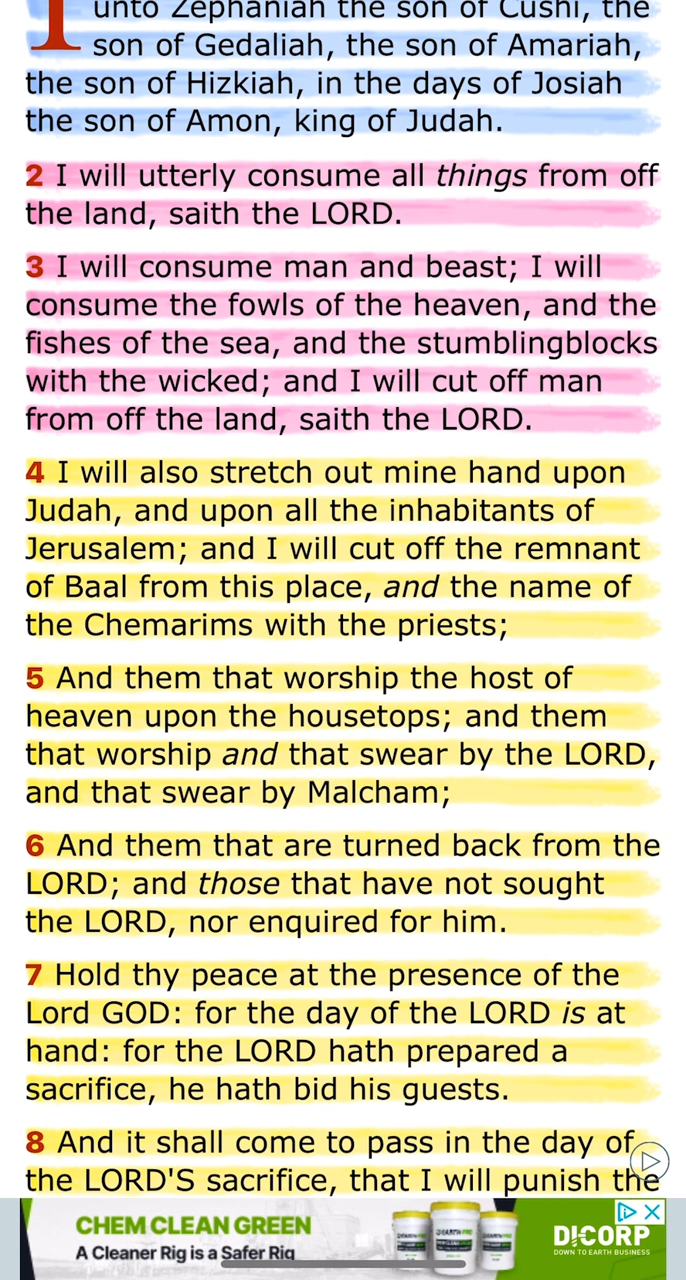 unto Zephaniah the son of Cushi, the
I son of Gedaliah, the son of Amariah,
the son of Hizkiah, in the days of Josiah
the son of Amon, king of Judah.
2 I will utterly consume all things from off
the land, saith the LORD.
3 I will consume man and beast; I will
consume the fowls of the heaven, and the
fishes of the sea, and the stumblingblocks
with the wicked; and I will cut off man
from off the land, saith the LORD.
4 I will also stretch out mine hand upon
Judah, and upon all the inhabitants of
Jerusalem; and I will cut off the remnant
of Baal from this place, and the name of
the Chemarims with the priests;
5 And them that worship the host of
heaven upon the housetops; and them
that worship and that swear by the LORD,
and that swear by Malcham;
6 And them that are turned back from the
LORD; and those that have not sought
the LORD, nor enquired for him.
7 Hold thy peace at the presence of the
Lord GOD: for the day of the LORD is at
hand: for the LORD hath prepared a
sacrifice, he hath bid his guests.
8 And it shall come to pass in the day of
the LORD'S sacrifice, that I will punish the
CHEM CLEAN GREEN
A Cleaner Rig is a Safer Rig
DICORP
DOWN TO EARTH BUSINESS